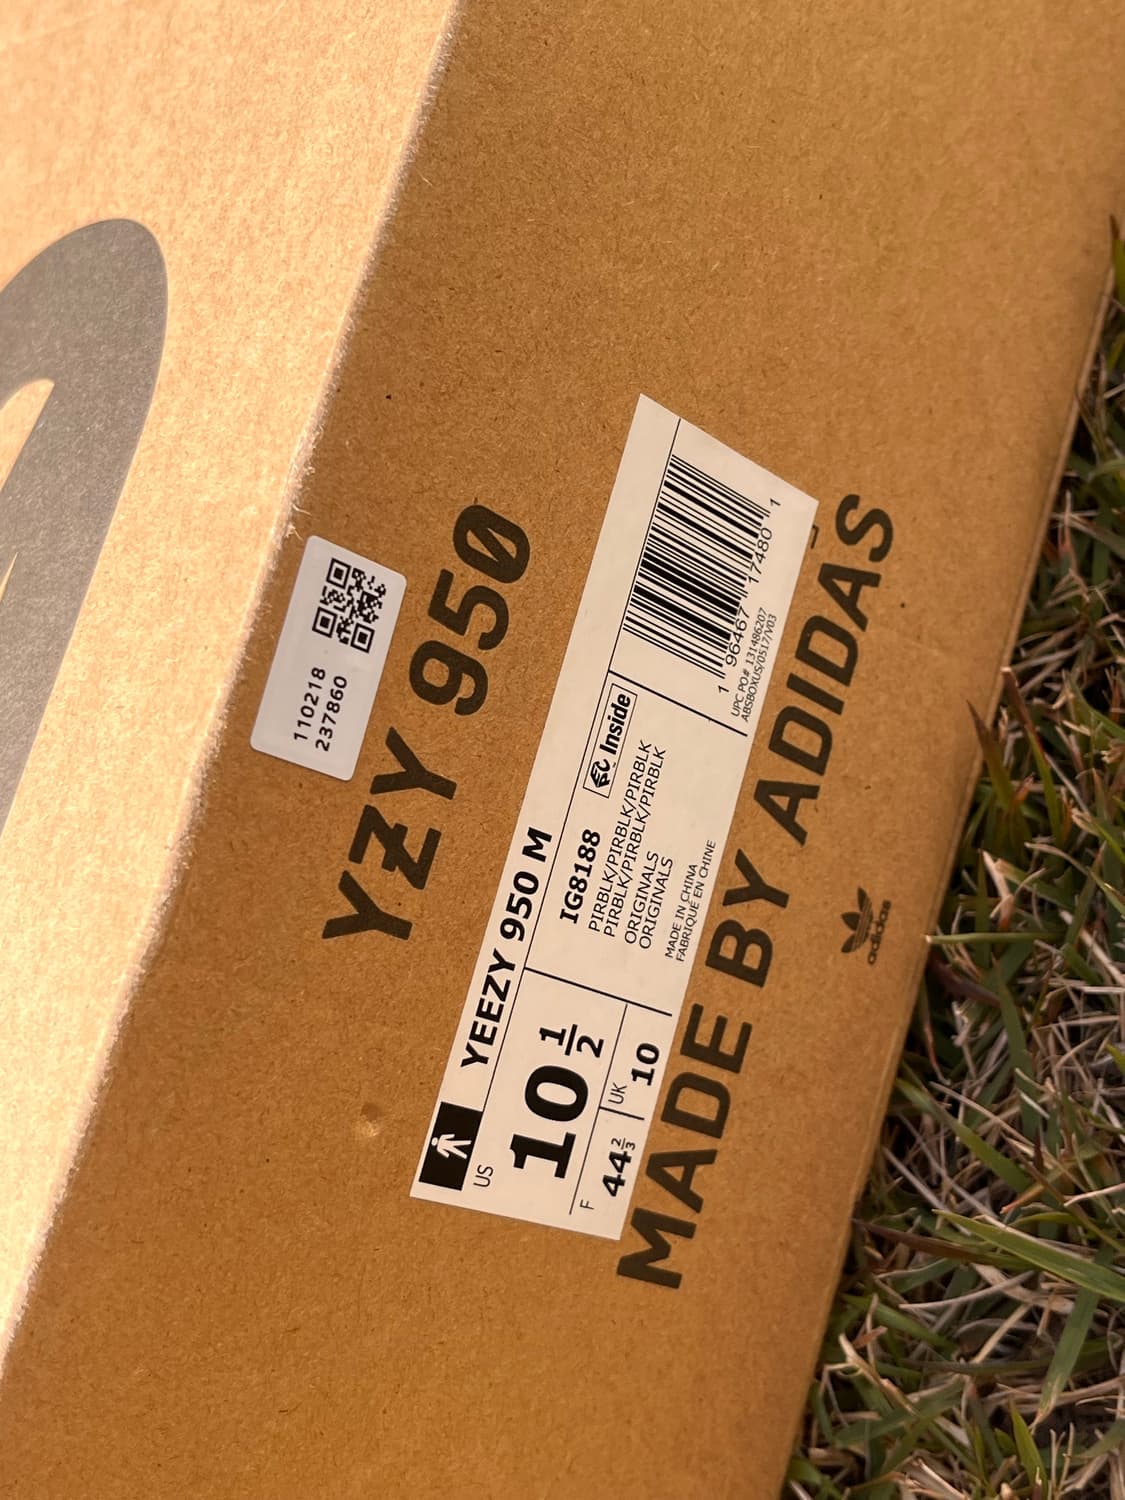 110218
237860
YZY 950
YEEZY 950 M
US
10 1/2
F
44 2/3
UK
10
IG8188
EC Inside
PIRBLK/PIRBLK/PIRBLK
PIRBLK/PIRBLK/PIRBLK
ORIGINALS
ORIGINALS
MADE IN CHINA
FABRIQUÉ EN CHINE
1 96467 17480 1
UPC PO# 131486207
ABSBOXUS/0517/V03
MADE BY ADIDAS
adidas